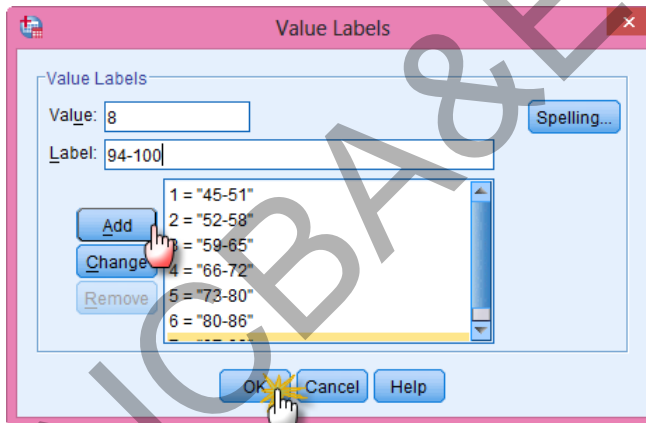 Value Labels
Value Labels
Value: 8
Spelling...
Label: 94-100
1 = "45-51"
Add
2 = "52-58"
= "59-65"
Change
4 = "66-72"
Remove
5 = "73-80"
6 = "80-86"
OK Cancel Help
NCBA&E